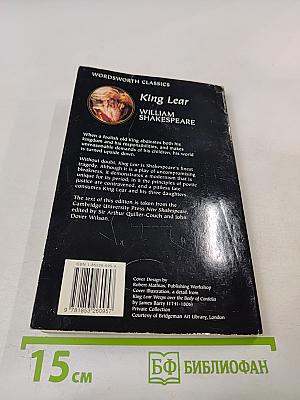 WORDSWORTH CLASSICS
King Lear
WILLIAM
SHAKESPEARE
When a foolish old King abdicates both his
kingdom and his responsibilities, and makes
unreasonable demands of his children, his world
is turned upside down.
Without doubt, King Lear is Shakespeare's finest
tragedy. Although it is a play of uncompromising
bleakness, it demonstrates a modernism that is
unique for its period, in it the principles of poetic
justice are contravened, and a pitiless fate
consumes King Lear and his three daughters.
The text of this edition is taken from the
Cambridge University Press New Shakespeare,
edited by Sir Arthur Quiller-Couch and John
Dover Wilson.
9 781853 260957
Cover Design by
Robert Mathias, Publishing Workshop
Cover Illustration, a detail from
King Lear Weeps over the Body of Cordelia
by James Barry (1741-1806)
Private Collection
Courtesy of Bridgeman Art Library, London
15 см
БФ БИБЛИОФАН